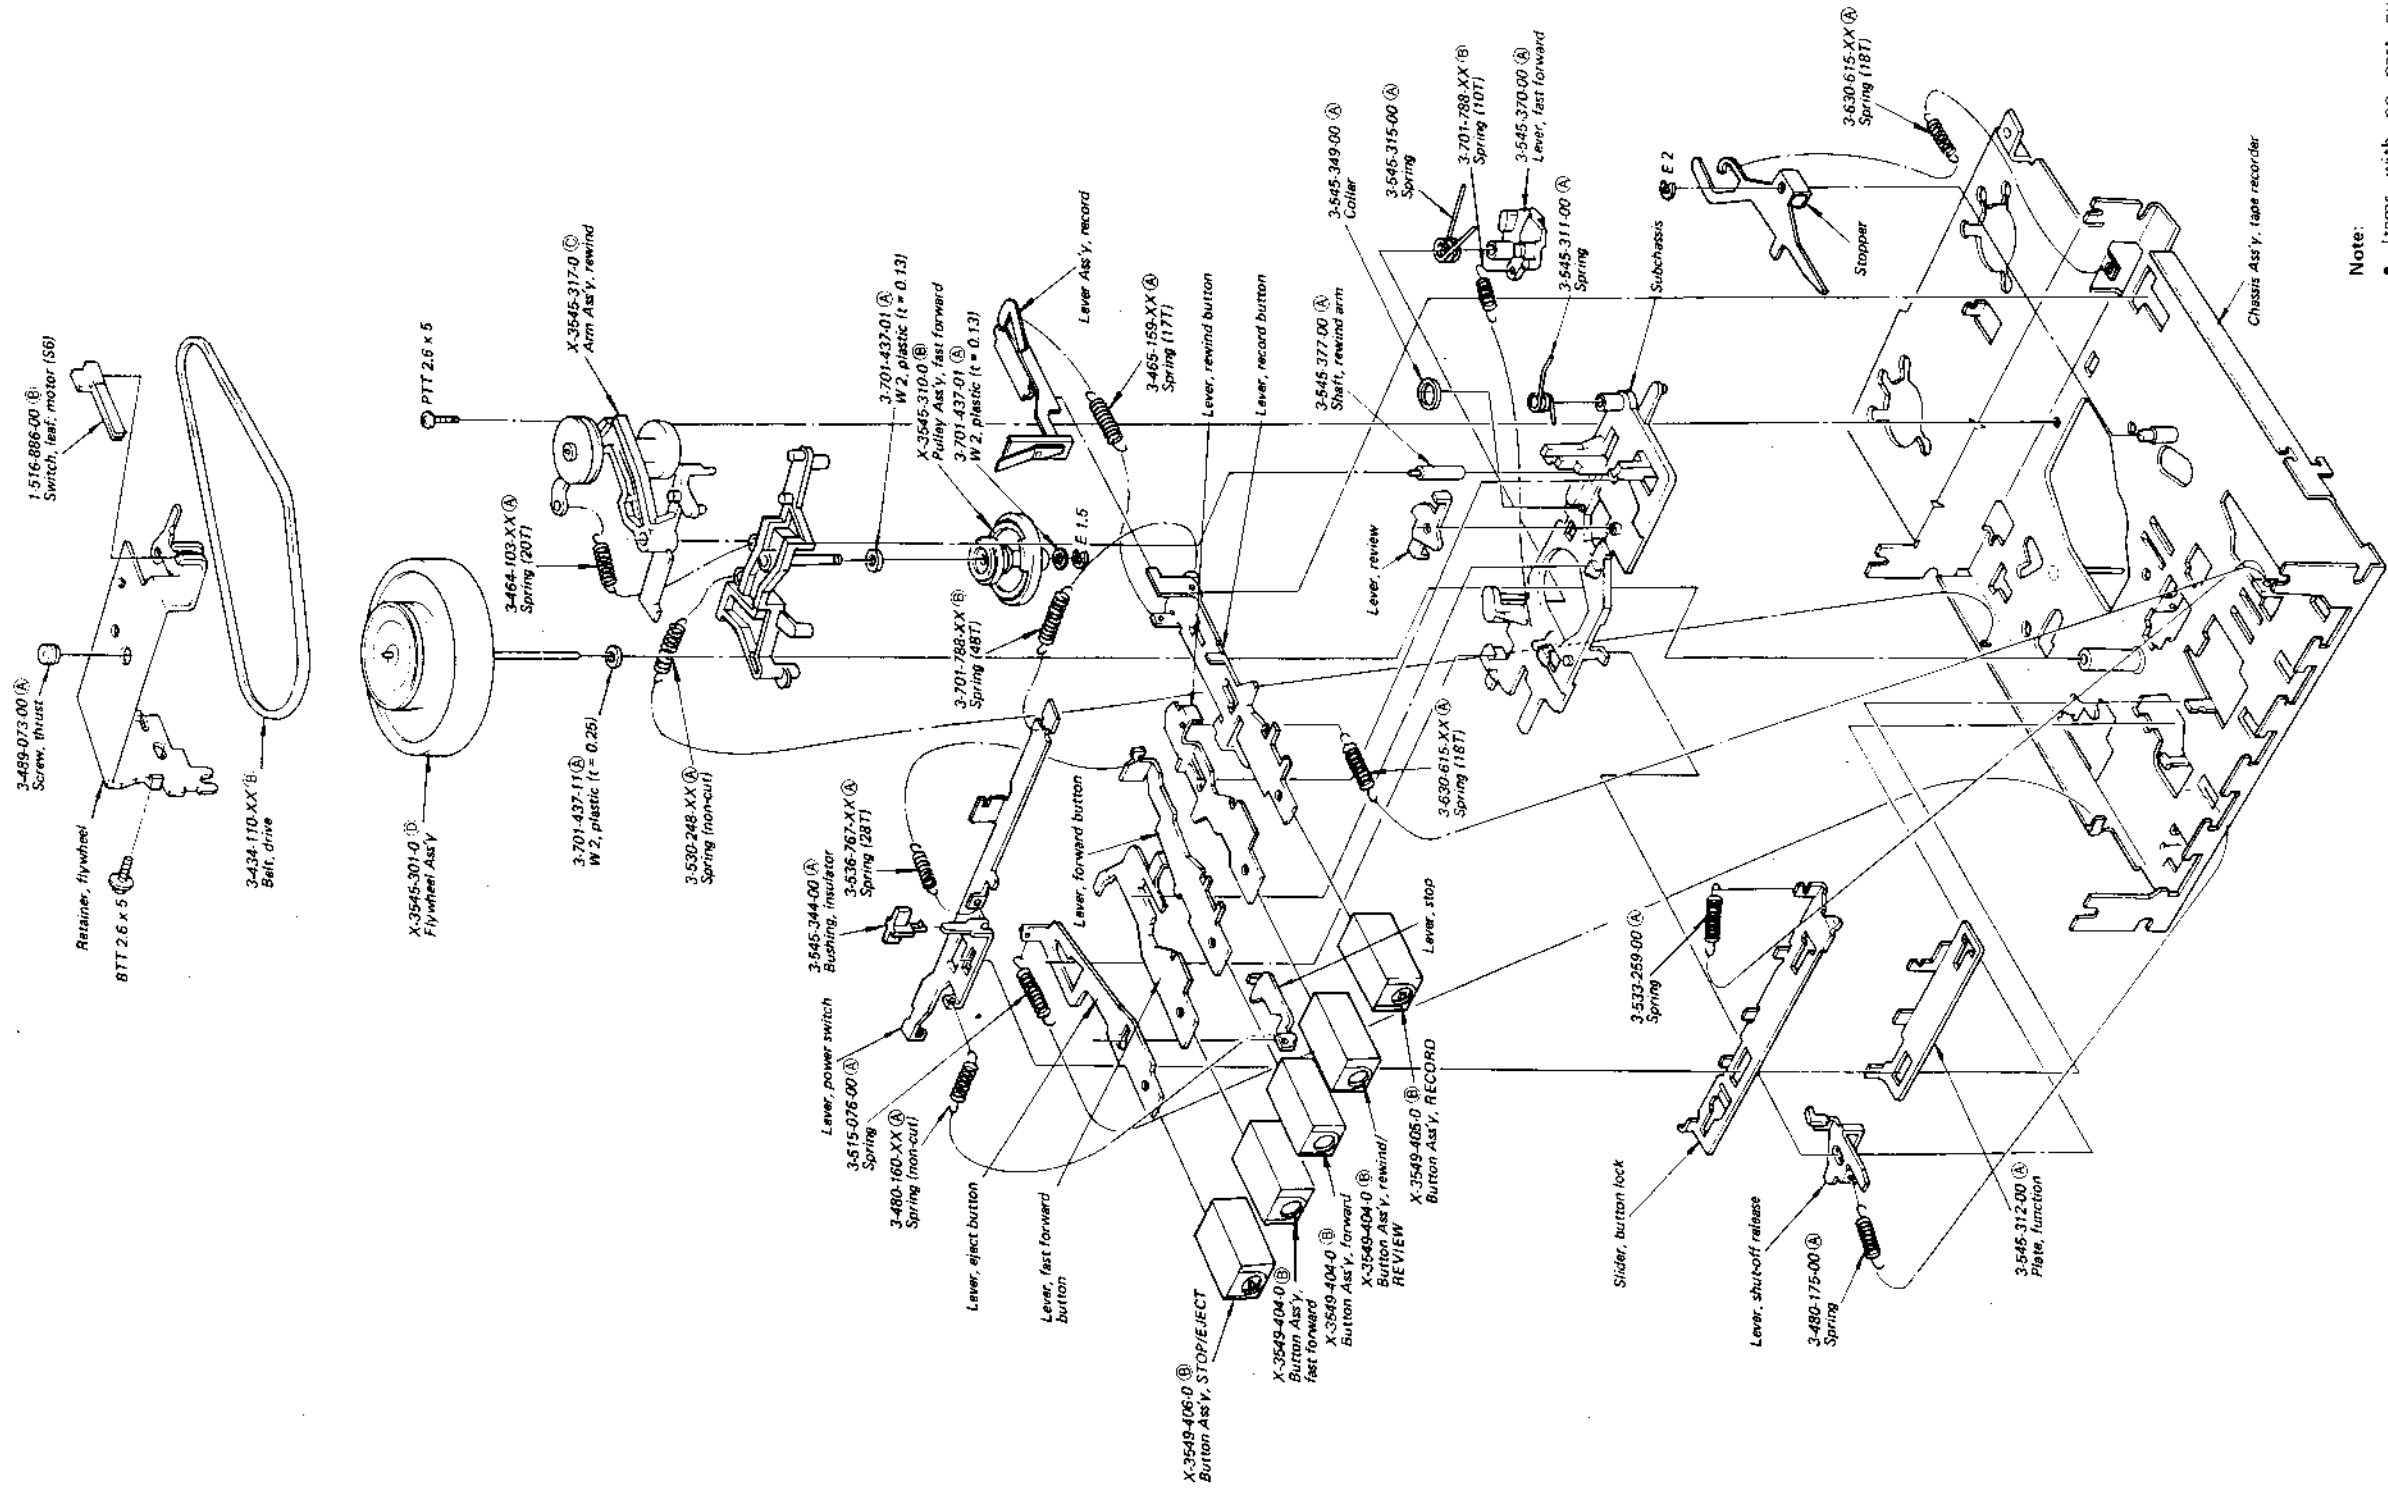 1-516-886-00 Ⓑ
Switch, leaf; motor (S6)
3-489-073-00 Ⓐ
Screw, thrust
Retainer, flywheel
BTT 2.6 x 5
3-434-110-XX Ⓑ
Belt, drive
PTT 2.6 x 5
X-3545-317-0 Ⓒ
Arm Ass'y, rewind
3-464-103-XX Ⓐ
Spring (20T)
X-3545-301-0 Ⓓ
Flywheel Ass'y
3-701-437-11 Ⓐ
W 2, plastic (t = 0.25)
3-530-248-XX Ⓐ
Spring (non-cut)
3-701-437-01 Ⓐ
W 2, plastic (t = 0.13)
X-3545-310-0 Ⓑ
Pulley Ass'y, fast forward
3-701-437-01 Ⓐ
W 2, plastic (t = 0.13)
E 1.5
3-701-788-XX Ⓑ
Spring (48T)
Lever Ass'y, record
3-465-159-XX Ⓐ
Spring (17T)
Lever, rewind button
Lever, record button
3-545-344-00 Ⓐ
Bushing, insulator
3-536-767-XX Ⓐ
Spring (28T)
Lever, power switch
3-515-076-00 Ⓐ
Spring
3-480-160-XX Ⓐ
Spring (non-cut)
Lever, eject button
Lever, fast forward
button
Lever, forward button
Lever, stop
3-630-615-XX Ⓐ
Spring (18T)
X-3549-406-0 Ⓑ
Button Ass'y, STOP/EJECT
X-3549-404-0 Ⓑ
Button Ass'y,
fast forward
X-3549-404-0 Ⓑ
Button Ass'y, forward
X-3549-404-0 Ⓑ
Button Ass'y, rewind/
REVIEW
X-3549-405-0 Ⓑ
Button Ass'y, RECORD
3-545-377-00 Ⓐ
Shaft, rewind arm
3-545-349-00 Ⓐ
Collar
3-545-315-00 Ⓐ
Spring
3-701-788-XX Ⓑ
Spring (10T)
3-545-370-00 Ⓐ
Lever, fast forward
3-545-311-00 Ⓐ
Spring
Lever, review
Subchassis
E 2
Stopper
3-630-615-XX Ⓐ
Spring (18T)
3-533-259-00 Ⓐ
Spring
Slider, button lock
Lever, shut-off release
3-480-175-00 Ⓐ
Spring
3-545-312-00 Ⓐ
Plate, function
Chassis Ass'y, tape recorder
Note:
● Items with no part